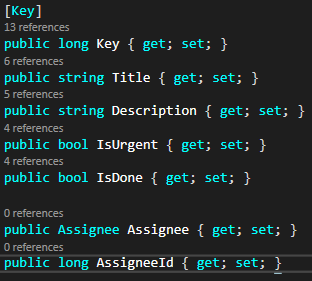 [Key]
13 references
public long Key { get; set; }
6 references
public string Title { get; set; }
5 references
public string Description { get; set; }
4 references
public bool IsUrgent { get; set; }
4 references
public bool IsDone { get; set; }
0 references
public Assignee Assignee { get; set; }
0 references
public long AssigneeId { get; set; }